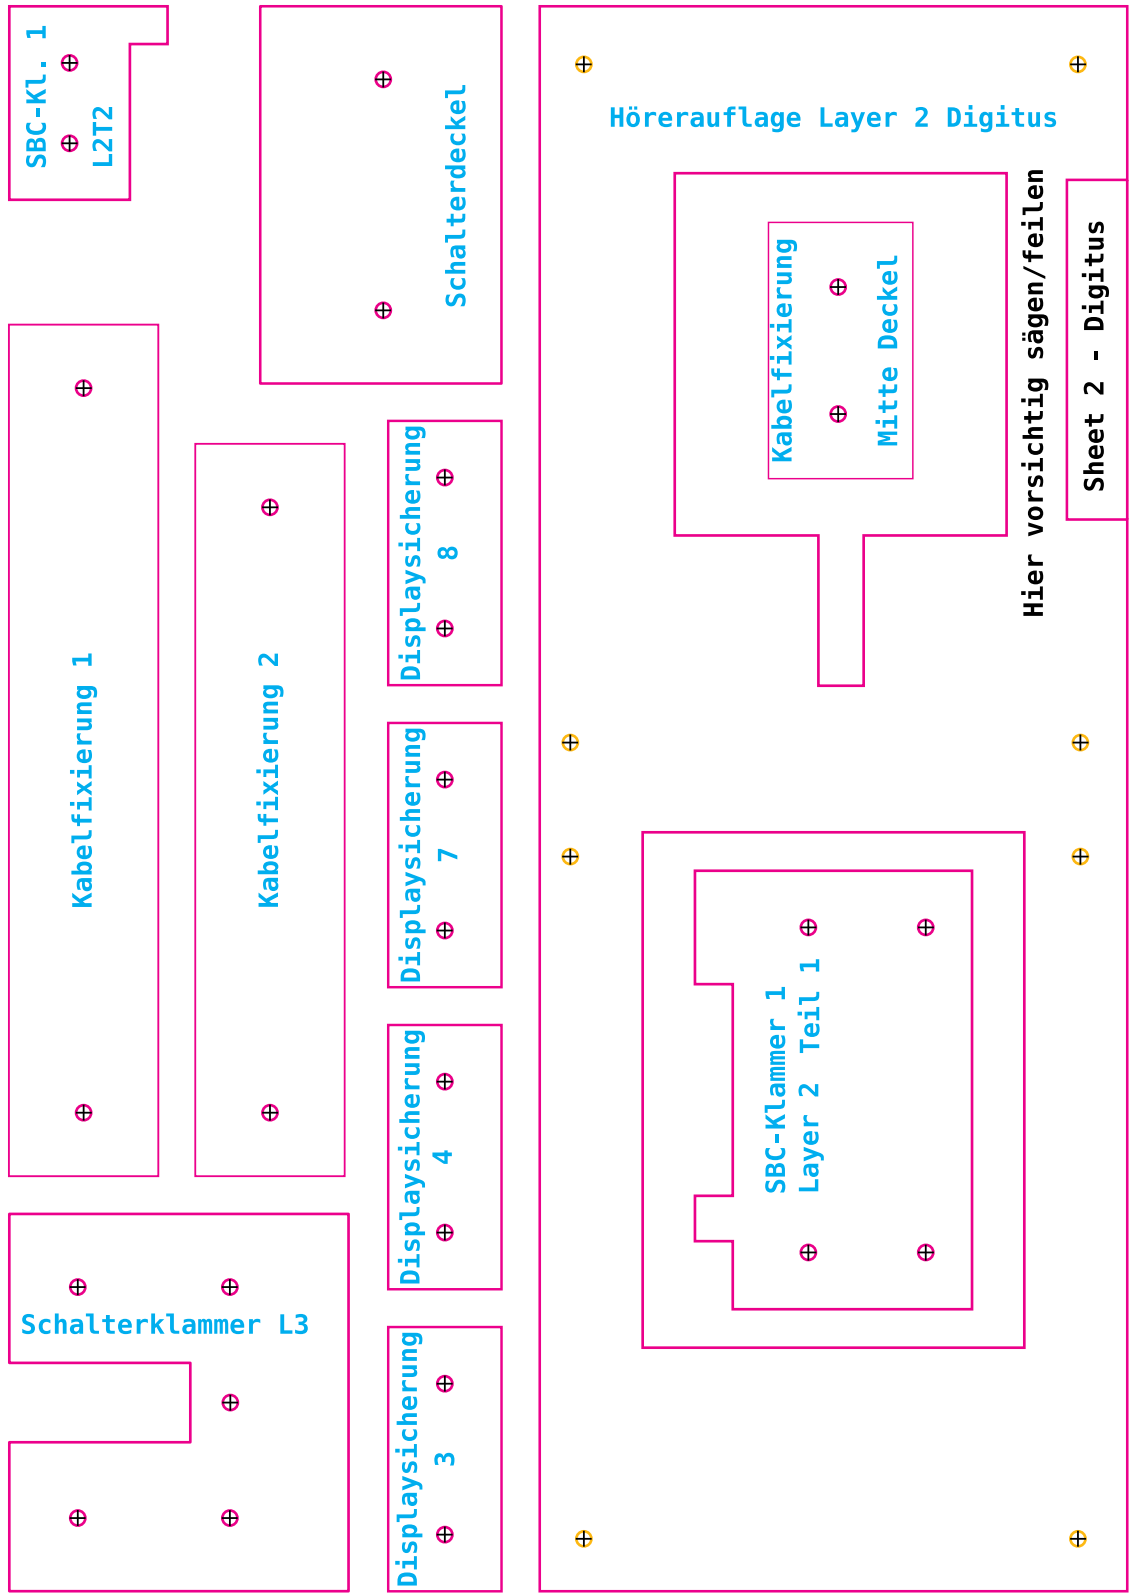 SBC-Kl. 1
L2T2
Schalterdeckel
Hörerauflage Layer 2 Digitus
Kabelfixierung
Mitte Deckel
Hier vorsichtig sägen/feilen
Sheet 2 - Digitus
Kabelfixierung 1
Kabelfixierung 2
Displaysicherung
8
Displaysicherung
7
Displaysicherung
4
Displaysicherung
3
SBC-Klammer 1
Layer 2 Teil 1
Schalterklammer L3